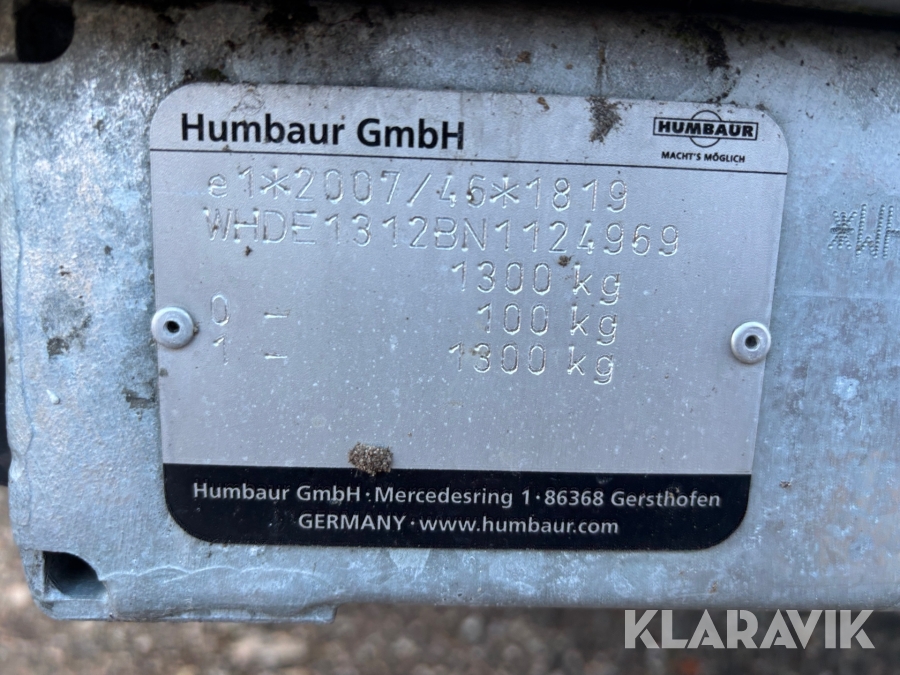 Humbaur GmbH
HUMBAUR
MACHT'S MÖGLICH
e1*2007/46*1819
WHDE1312BN1124969
1300 kg
0 - 100 kg
1 - 1300 kg
*WH
Humbaur GmbH · Mercedesring 1 · 86368 Gersthofen
GERMANY · www.humbaur.com
KLARAVIK